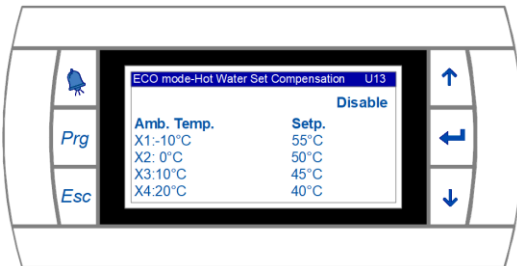 ECO mode-Hot Water Set Compensation U13
Disable
Amb. Temp. Setp.
X1:-10°C 55°C
X2: 0°C 50°C
X3:10°C 45°C
X4:20°C 40°C
Prg
Esc